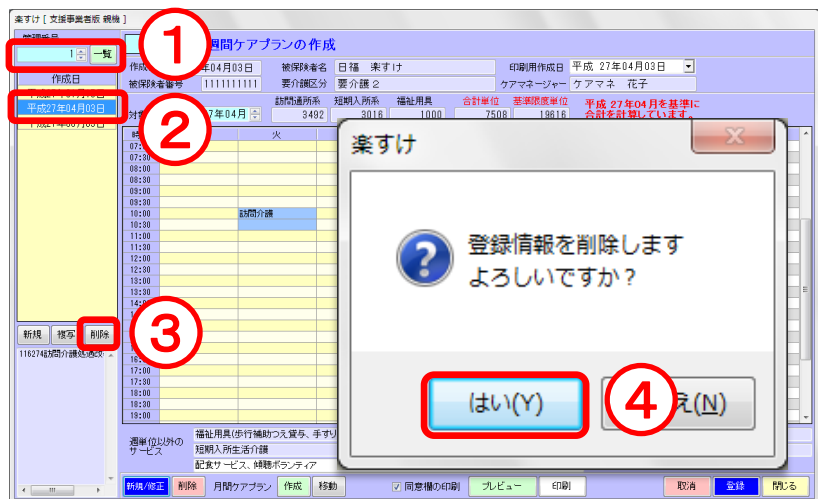 楽すけ [ 支援事業者版 親機 ]
管理番号
1 一覧
作成日
平成27年04月03日
新規 複写 削除
①
②
③
④
週間ケアプランの作成
04月03日
被保険者名 日福 楽すけ
印刷用作成日 平成 27年04月03日
被保険者番号 1111111111
要介護区分 要介護2
ケアマネージャー ケアマネ 花子
訪問通所系 短期入所系 福祉用具 合計単位 基準限度単位
7年04月 3492 3016 1000 7508 19616
平成 27年04月を基準に
合計を計算しています。
火
07:30
08:00
08:30
09:00
09:30
10:00 訪問介護
10:30
11:00
11:30
12:00
12:30
13:00
13:30
17:00
17:30
18:00
18:30
19:00
楽すけ
登録情報を削除します
よろしいですか?
はい(Y)
え(N)
週単位以外の
サービス
福祉用具(歩行補助つえ貸与、手すり
短期入所生活介護
配食サービス、傾聴ボランティア
新規/修正 削除 月間ケアプラン 作成 移動 同意欄の印刷 プレビュー 印刷 取消 登録 閉じる